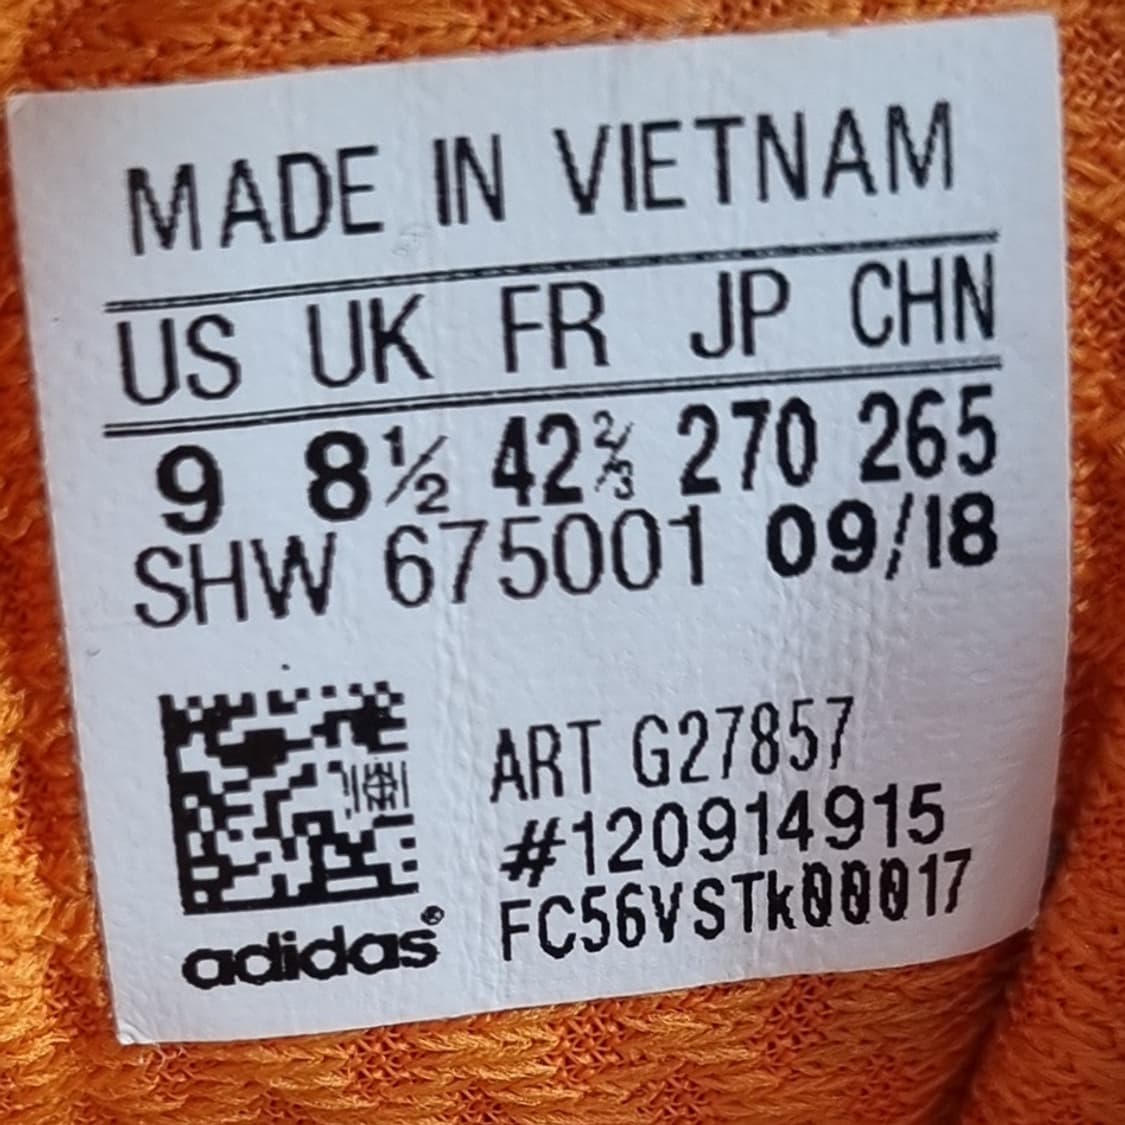 MADE IN VIETNAM
US UK FR JP CHN
9 8½ 42⅔ 270 265
SHW 675001 09/18
ART G27857
#120914915
FC56VSTk00017
adidas®